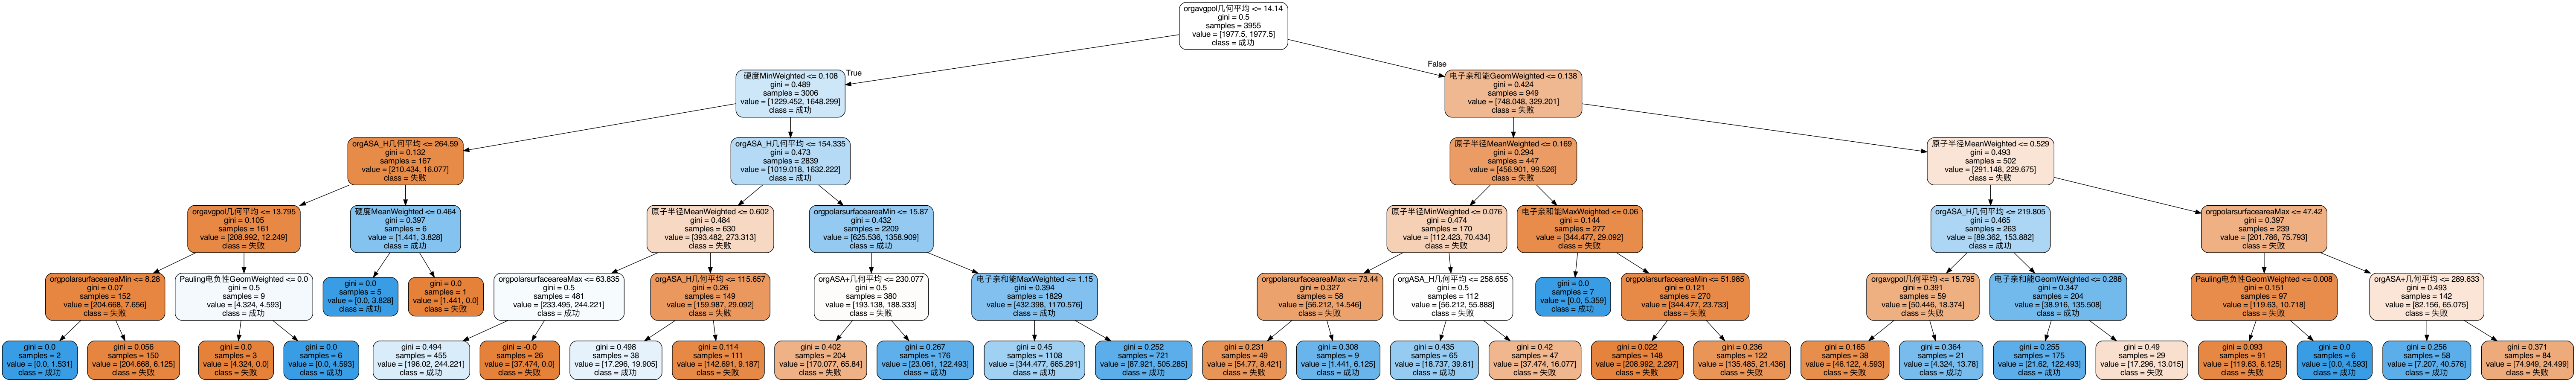 orgavgpol几何平均 <= 14.14
gini = 0.5
samples = 3955
value = [1977.5, 1977.5]
class = 成功
True
False
硬度MinWeighted <= 0.108
gini = 0.489
samples = 3006
value = [1229.452, 1648.299]
class = 成功
电子亲和能GeomWeighted <= 0.138
gini = 0.424
samples = 949
value = [748.048, 329.201]
class = 失败
orgASA_H几何平均 <= 264.59
gini = 0.132
samples = 167
value = [210.434, 16.077]
class = 失败
orgASA_H几何平均 <= 154.335
gini = 0.473
samples = 2839
value = [1019.018, 1632.222]
class = 成功
原子半径MeanWeighted <= 0.169
gini = 0.294
samples = 447
value = [456.901, 99.526]
class = 失败
原子半径MeanWeighted <= 0.529
gini = 0.493
samples = 502
value = [291.148, 229.675]
class = 失败
orgavgpol几何平均 <= 13.795
gini = 0.105
samples = 161
value = [208.992, 12.249]
class = 失败
硬度MeanWeighted <= 0.464
gini = 0.397
samples = 6
value = [1.441, 3.828]
class = 成功
原子半径MeanWeighted <= 0.602
gini = 0.484
samples = 630
value = [393.482, 273.313]
class = 失败
orgpolarsurfaceareaMin <= 15.87
gini = 0.432
samples = 2209
value = [625.536, 1358.909]
class = 成功
原子半径MinWeighted <= 0.076
gini = 0.474
samples = 170
value = [112.423, 70.434]
class = 失败
电子亲和能MaxWeighted <= 0.06
gini = 0.144
samples = 277
value = [344.477, 29.092]
class = 失败
orgASA_H几何平均 <= 219.805
gini = 0.465
samples = 263
value = [89.362, 153.882]
class = 成功
orgpolarsurfaceareaMax <= 47.42
gini = 0.397
samples = 239
value = [201.786, 75.793]
class = 失败
orgpolarsurfaceareaMin <= 8.28
gini = 0.07
samples = 152
value = [204.668, 7.656]
class = 失败
Pauling电负性GeomWeighted <= 0.0
gini = 0.5
samples = 9
value = [4.324, 4.593]
class = 成功
gini = 0.0
samples = 5
value = [0.0, 3.828]
class = 成功
gini = 0.0
samples = 1
value = [1.441, 0.0]
class = 失败
orgpolarsurfaceareaMax <= 63.835
gini = 0.5
samples = 481
value = [233.495, 244.221]
class = 成功
orgASA_H几何平均 <= 115.657
gini = 0.26
samples = 149
value = [159.987, 29.092]
class = 失败
orgASA+几何平均 <= 230.077
gini = 0.5
samples = 380
value = [193.138, 188.333]
class = 失败
电子亲和能MaxWeighted <= 1.15
gini = 0.394
samples = 1829
value = [432.398, 1170.576]
class = 成功
orgpolarsurfaceareaMax <= 73.44
gini = 0.327
samples = 58
value = [56.212, 14.546]
class = 失败
orgASA_H几何平均 <= 258.655
gini = 0.5
samples = 112
value = [56.212, 55.888]
class = 失败
gini = 0.0
samples = 7
value = [0.0, 5.359]
class = 成功
orgpolarsurfaceareaMin <= 51.985
gini = 0.121
samples = 270
value = [344.477, 23.733]
class = 失败
orgavgpol几何平均 <= 15.795
gini = 0.391
samples = 59
value = [50.446, 18.374]
class = 失败
电子亲和能GeomWeighted <= 0.288
gini = 0.347
samples = 204
value = [38.916, 135.508]
class = 成功
Pauling电负性GeomWeighted <= 0.008
gini = 0.151
samples = 97
value = [119.63, 10.718]
class = 失败
orgASA+几何平均 <= 289.633
gini = 0.493
samples = 142
value = [82.156, 65.075]
class = 失败
gini = 0.0
samples = 2
value = [0.0, 1.531]
class = 成功
gini = 0.056
samples = 150
value = [204.668, 6.125]
class = 失败
gini = 0.0
samples = 3
value = [4.324, 0.0]
class = 失败
gini = 0.0
samples = 6
value = [0.0, 4.593]
class = 成功
gini = 0.494
samples = 455
value = [196.02, 244.221]
class = 成功
gini = -0.0
samples = 26
value = [37.474, 0.0]
class = 失败
gini = 0.498
samples = 38
value = [17.296, 19.905]
class = 成功
gini = 0.114
samples = 111
value = [142.691, 9.187]
class = 失败
gini = 0.402
samples = 204
value = [170.077, 65.84]
class = 失败
gini = 0.267
samples = 176
value = [23.061, 122.493]
class = 成功
gini = 0.45
samples = 1108
value = [344.477, 665.291]
class = 成功
gini = 0.252
samples = 721
value = [87.921, 505.285]
class = 成功
gini = 0.231
samples = 49
value = [54.77, 8.421]
class = 失败
gini = 0.308
samples = 9
value = [1.441, 6.125]
class = 成功
gini = 0.435
samples = 65
value = [18.737, 39.81]
class = 成功
gini = 0.42
samples = 47
value = [37.474, 16.077]
class = 失败
gini = 0.022
samples = 148
value = [208.992, 2.297]
class = 失败
gini = 0.236
samples = 122
value = [135.485, 21.436]
class = 失败
gini = 0.165
samples = 38
value = [46.122, 4.593]
class = 失败
gini = 0.364
samples = 21
value = [4.324, 13.78]
class = 成功
gini = 0.255
samples = 175
value = [21.62, 122.493]
class = 成功
gini = 0.49
samples = 29
value = [17.296, 13.015]
class = 失败
gini = 0.093
samples = 91
value = [119.63, 6.125]
class = 失败
gini = 0.0
samples = 6
value = [0.0, 4.593]
class = 成功
gini = 0.256
samples = 58
value = [7.207, 40.576]
class = 成功
gini = 0.371
samples = 84
value = [74.949, 24.499]
class = 失败